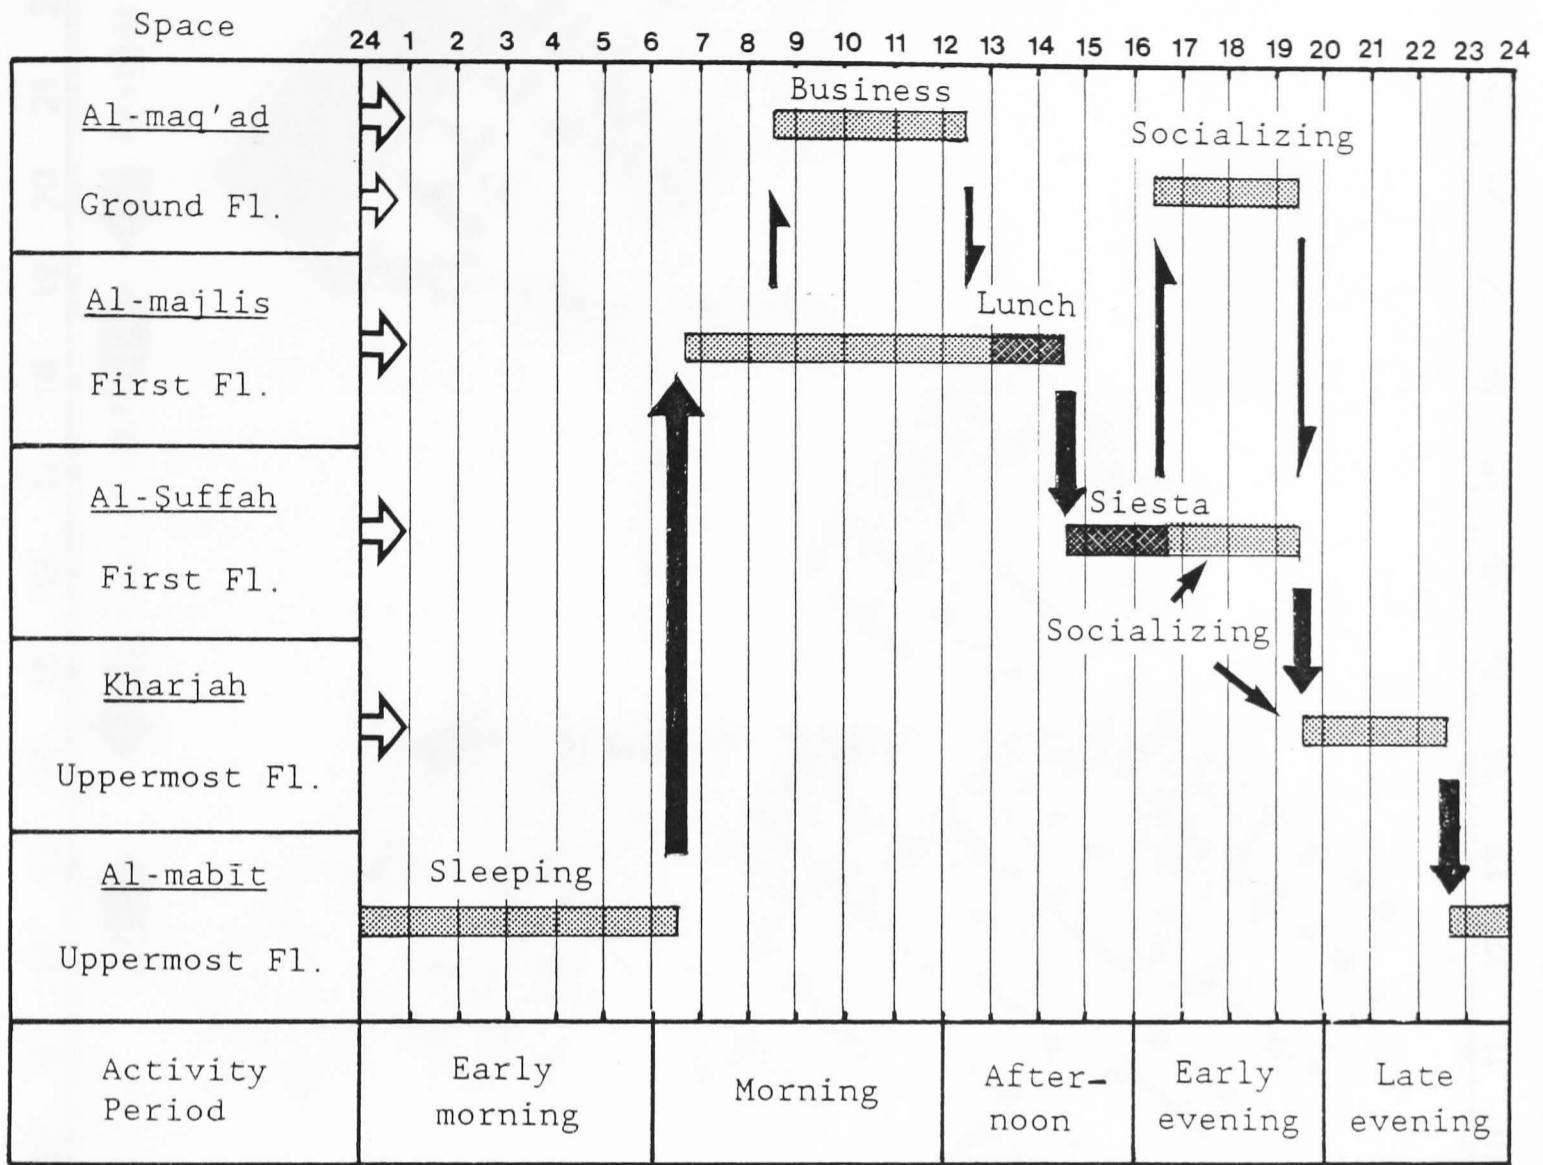 Space
24 1 2 3 4 5 6 7 8 9 10 11 12 13 14 15 16 17 18 19 20 21 22 23 24
Al-maq'ad
Ground Fl.
Business
Socializing
Al-majlis
First Fl.
Lunch
Al-Ṣuffah
First Fl.
Siesta
Socializing
Kharjah
Uppermost Fl.
Al-mabīt
Uppermost Fl.
Sleeping
Activity
Period
Early
morning
Morning
After-
noon
Early
evening
Late
evening